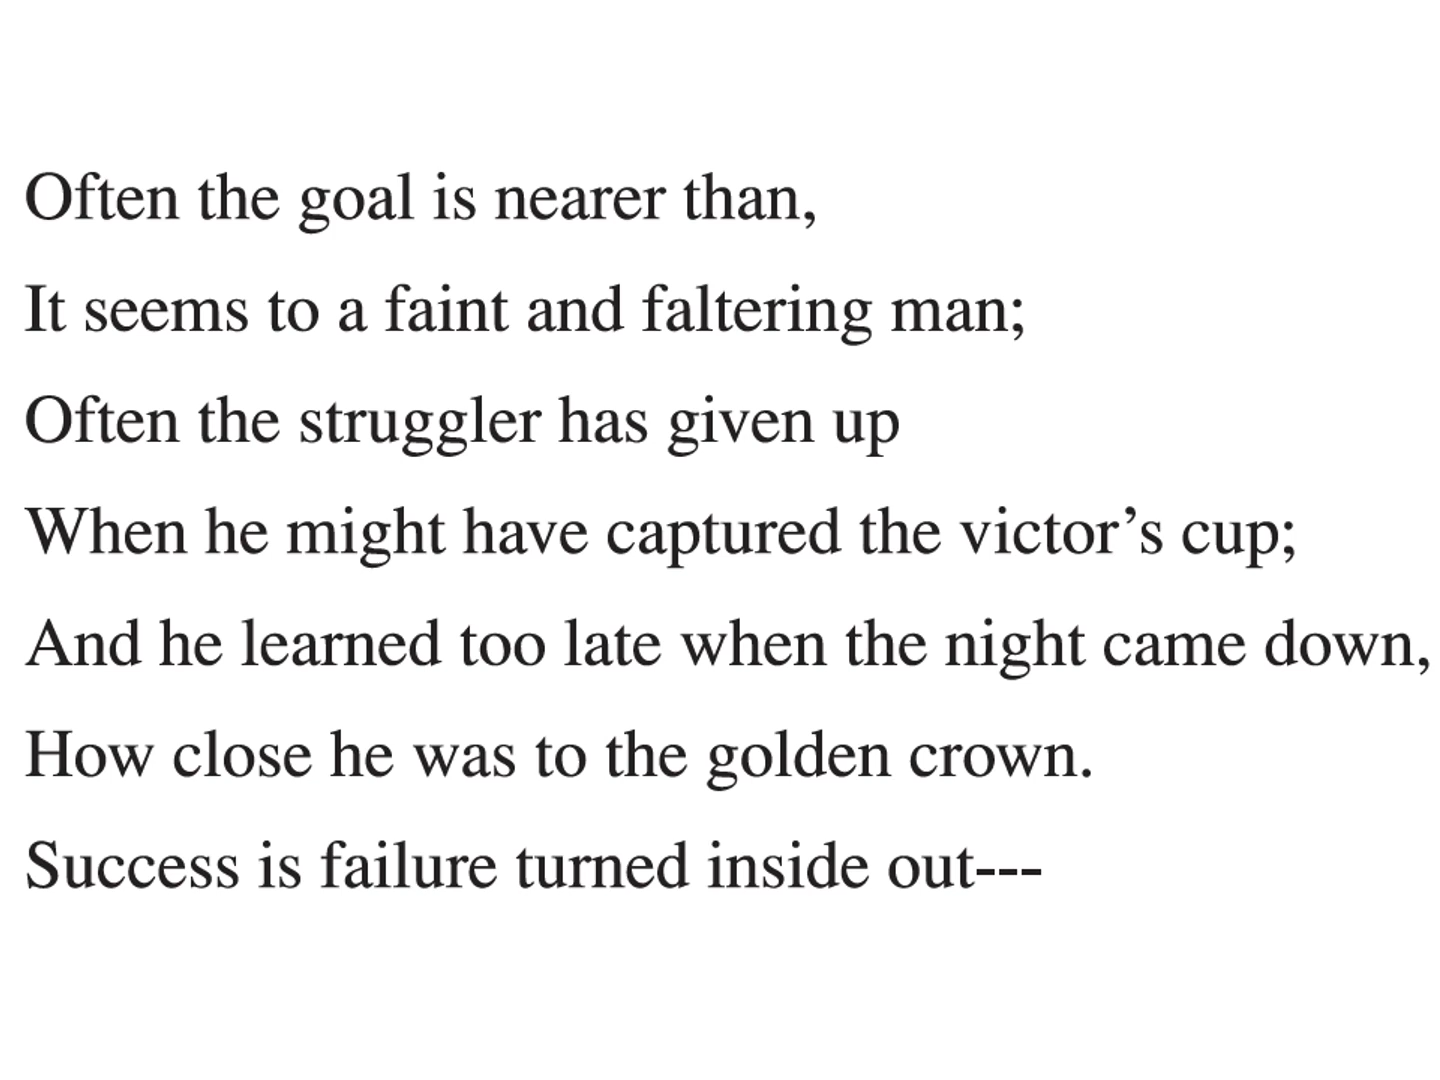 Often the goal is nearer than,
It seems to a faint and faltering man;
Often the struggler has given up
When he might have captured the victor’s cup;
And he learned too late when the night came down,
How close he was to the golden crown.
Success is failure turned inside out---